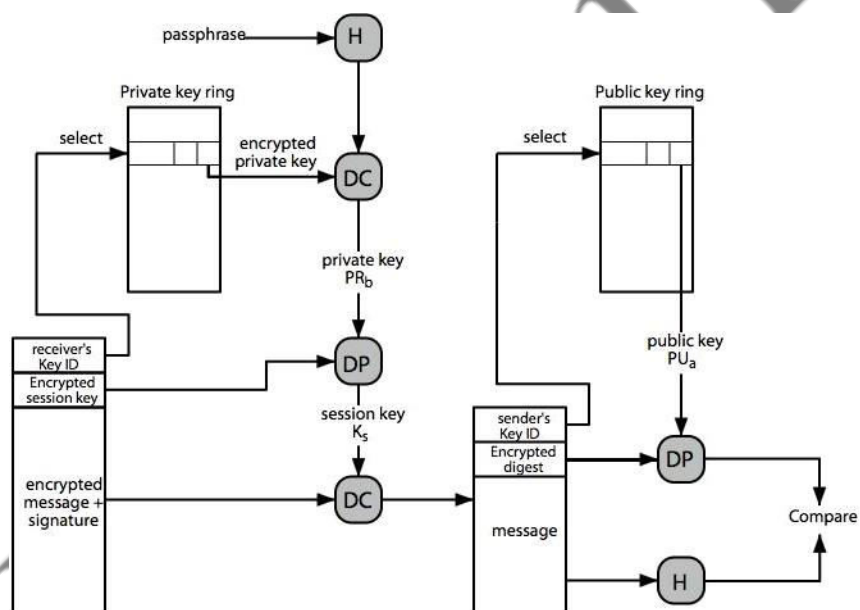 passphrase
H
Private key ring
Public key ring
select
encrypted
private key
select
DC
private key
PRb
receiver's
Key ID
DP
public key
PUa
Encrypted
session key
session key
Ks
sender's
Key ID
Encrypted
digest
DP
encrypted
message +
signature
DC
message
Compare
H